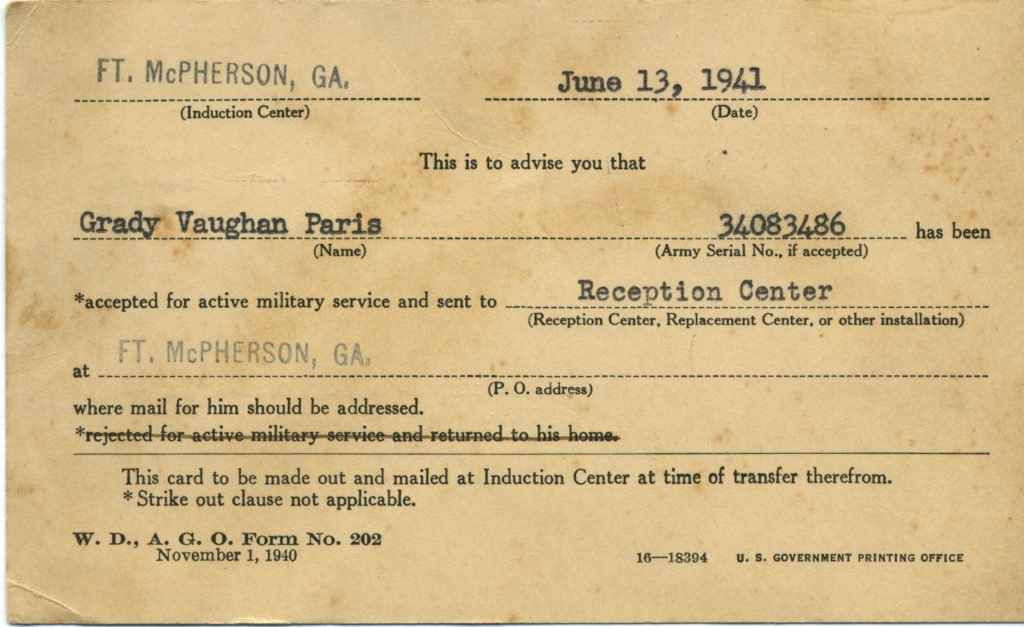 FT. McPHERSON, GA. June 13, 1941
(Induction Center) (Date)
This is to advise you that
Grady Vaughan Paris 34083486 has been
(Name) (Army Serial No., if accepted)
*accepted for active military service and sent to Reception Center
(Reception Center, Replacement Center, or other installation)
at FT. McPHERSON, GA.
(P. O. address)
where mail for him should be addressed.
*rejected for active military service and returned to his home.
This card to be made out and mailed at Induction Center at time of transfer therefrom.
* Strike out clause not applicable.
W. D., A. G. O. Form No. 202
November 1, 1940 16—18394 U. S. GOVERNMENT PRINTING OFFICE